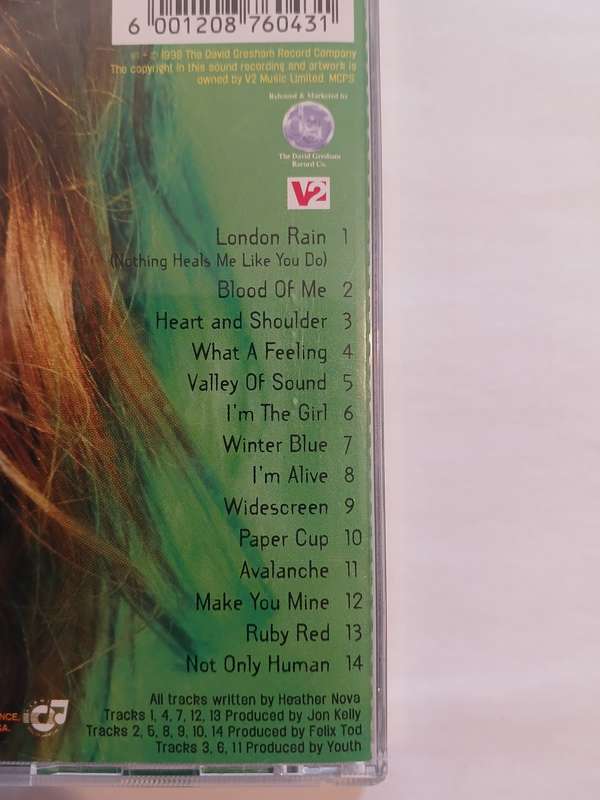 6 001208 760431
℗ - © 1998 The David Gresham Record Company
The copyright in this sound recording and artwork is
owned by V2 Music Limited. MCPS
Released & Marketed by
The David Gresham
Record Co.
V2
London Rain 1
(Nothing Heals Me Like You Do)
Blood Of Me 2
Heart and Shoulder 3
What A Feeling 4
Valley Of Sound 5
I'm The Girl 6
Winter Blue 7
I'm Alive 8
Widescreen 9
Paper Cup 10
Avalanche 11
Make You Mine 12
Ruby Red 13
Not Only Human 14
All tracks written by Heather Nova
Tracks 1, 4, 7, 12, 13 Produced by Jon Kelly
Tracks 2, 5, 8, 9, 10, 14 Produced by Felix Tod
Tracks 3, 6, 11 Produced by Youth